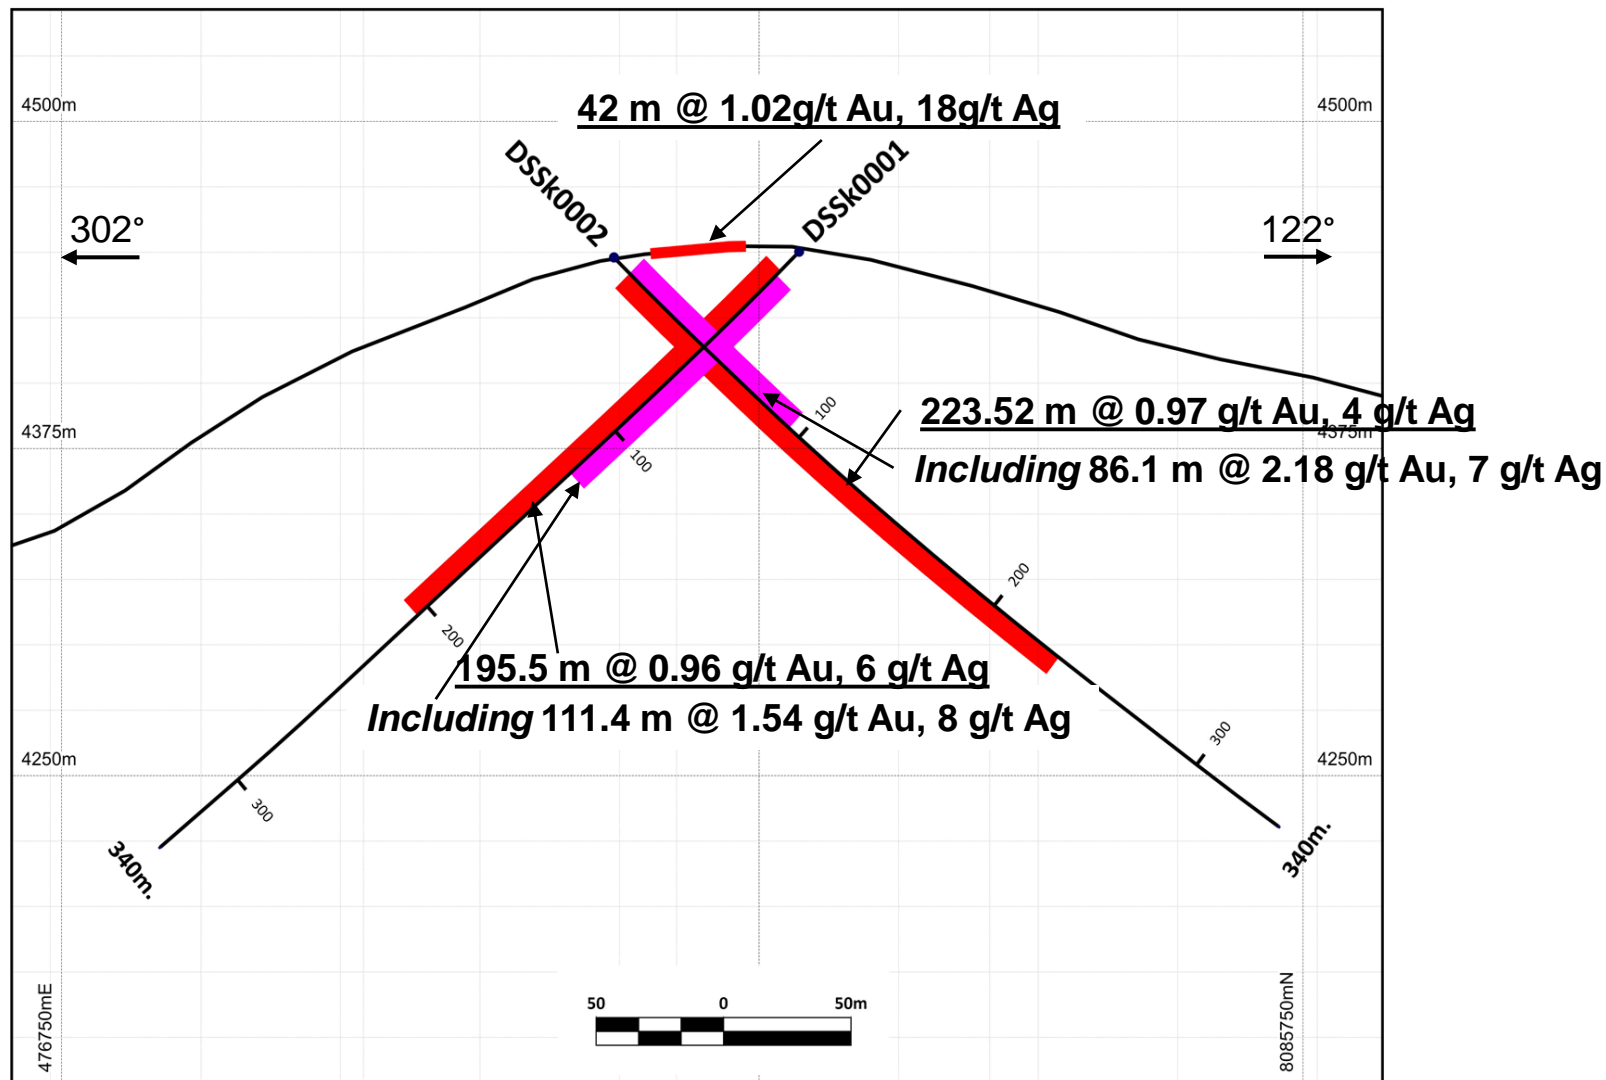 4500m
4500m
42 m @ 1.02g/t Au, 18g/t Ag
DSSk0002
DSSk0001
302°
122°
100
223.52 m @ 0.97 g/t Au, 4 g/t Ag
4375m
4375m
100
Including 86.1 m @ 2.18 g/t Au, 7 g/t Ag
200
200
195.5 m @ 0.96 g/t Au, 6 g/t Ag
Including 111.4 m @ 1.54 g/t Au, 8 g/t Ag
300
4250m
4250m
300
340m.
340m.
476750mE
8085750mN
50 0 50m